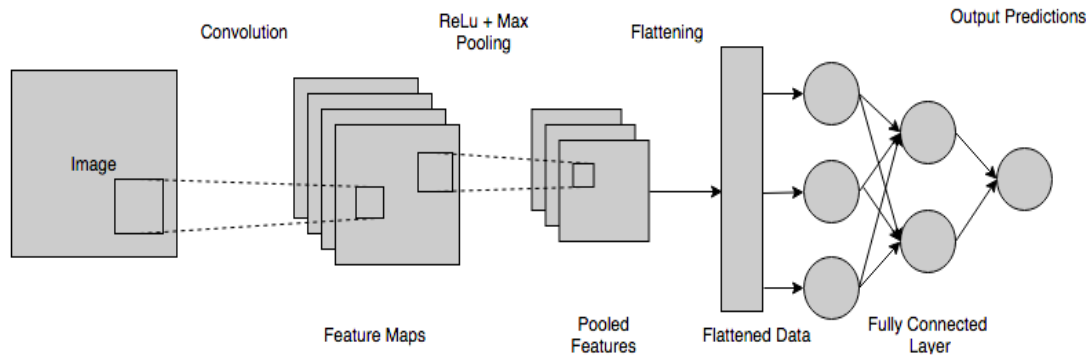 Convolution
ReLu + Max
Pooling
Flattening
Output Predictions
Image
Feature Maps
Pooled
Features
Flattened Data
Fully Connected
Layer